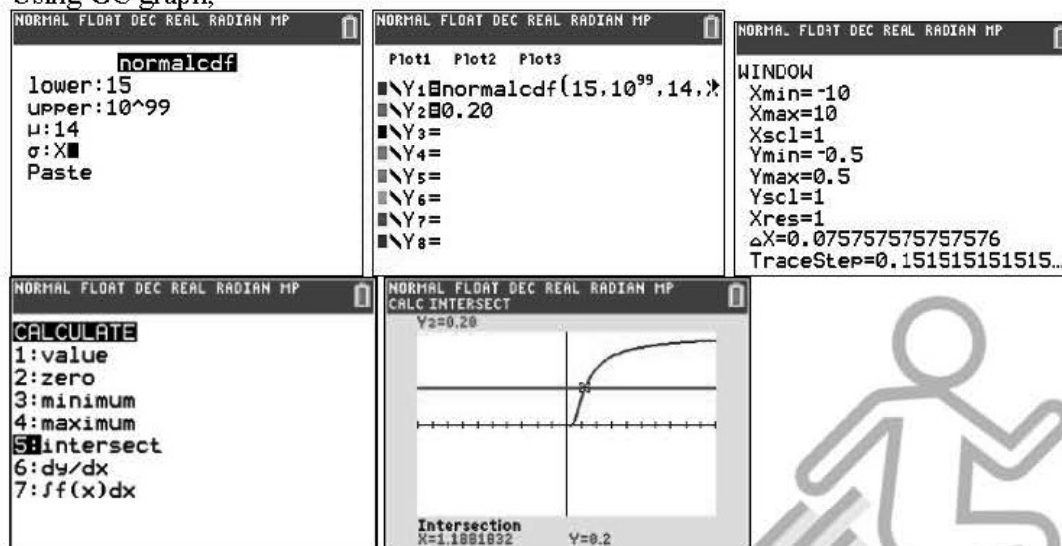 Using GC graph,
NORMAL FLOAT DEC REAL RADIAN MP
normalcdf
lower:15
upper:10^99
μ:14
σ:X
Paste
NORMAL FLOAT DEC REAL RADIAN MP
Plot1 Plot2 Plot3
\Y₁=normalcdf(15,10⁹⁹,14,
\Y₂=0.20
\Y₃=
\Y₄=
\Y₅=
\Y₆=
\Y₇=
\Y₈=
NORMAL FLOAT DEC REAL RADIAN MP
WINDOW
Xmin=-10
Xmax=10
Xscl=1
Ymin=-0.5
Ymax=0.5
Yscl=1
Xres=1
△X=0.075757575757576
TraceStep=0.151515151515…
NORMAL FLOAT DEC REAL RADIAN MP
CALCULATE
1:value
2:zero
3:minimum
4:maximum
5:intersect
6:dy/dx
7:∫f(x)dx
NORMAL FLOAT DEC REAL RADIAN MP
CALC INTERSECT
Y₂=0.20
Intersection
X=1.1881832 Y=0.2